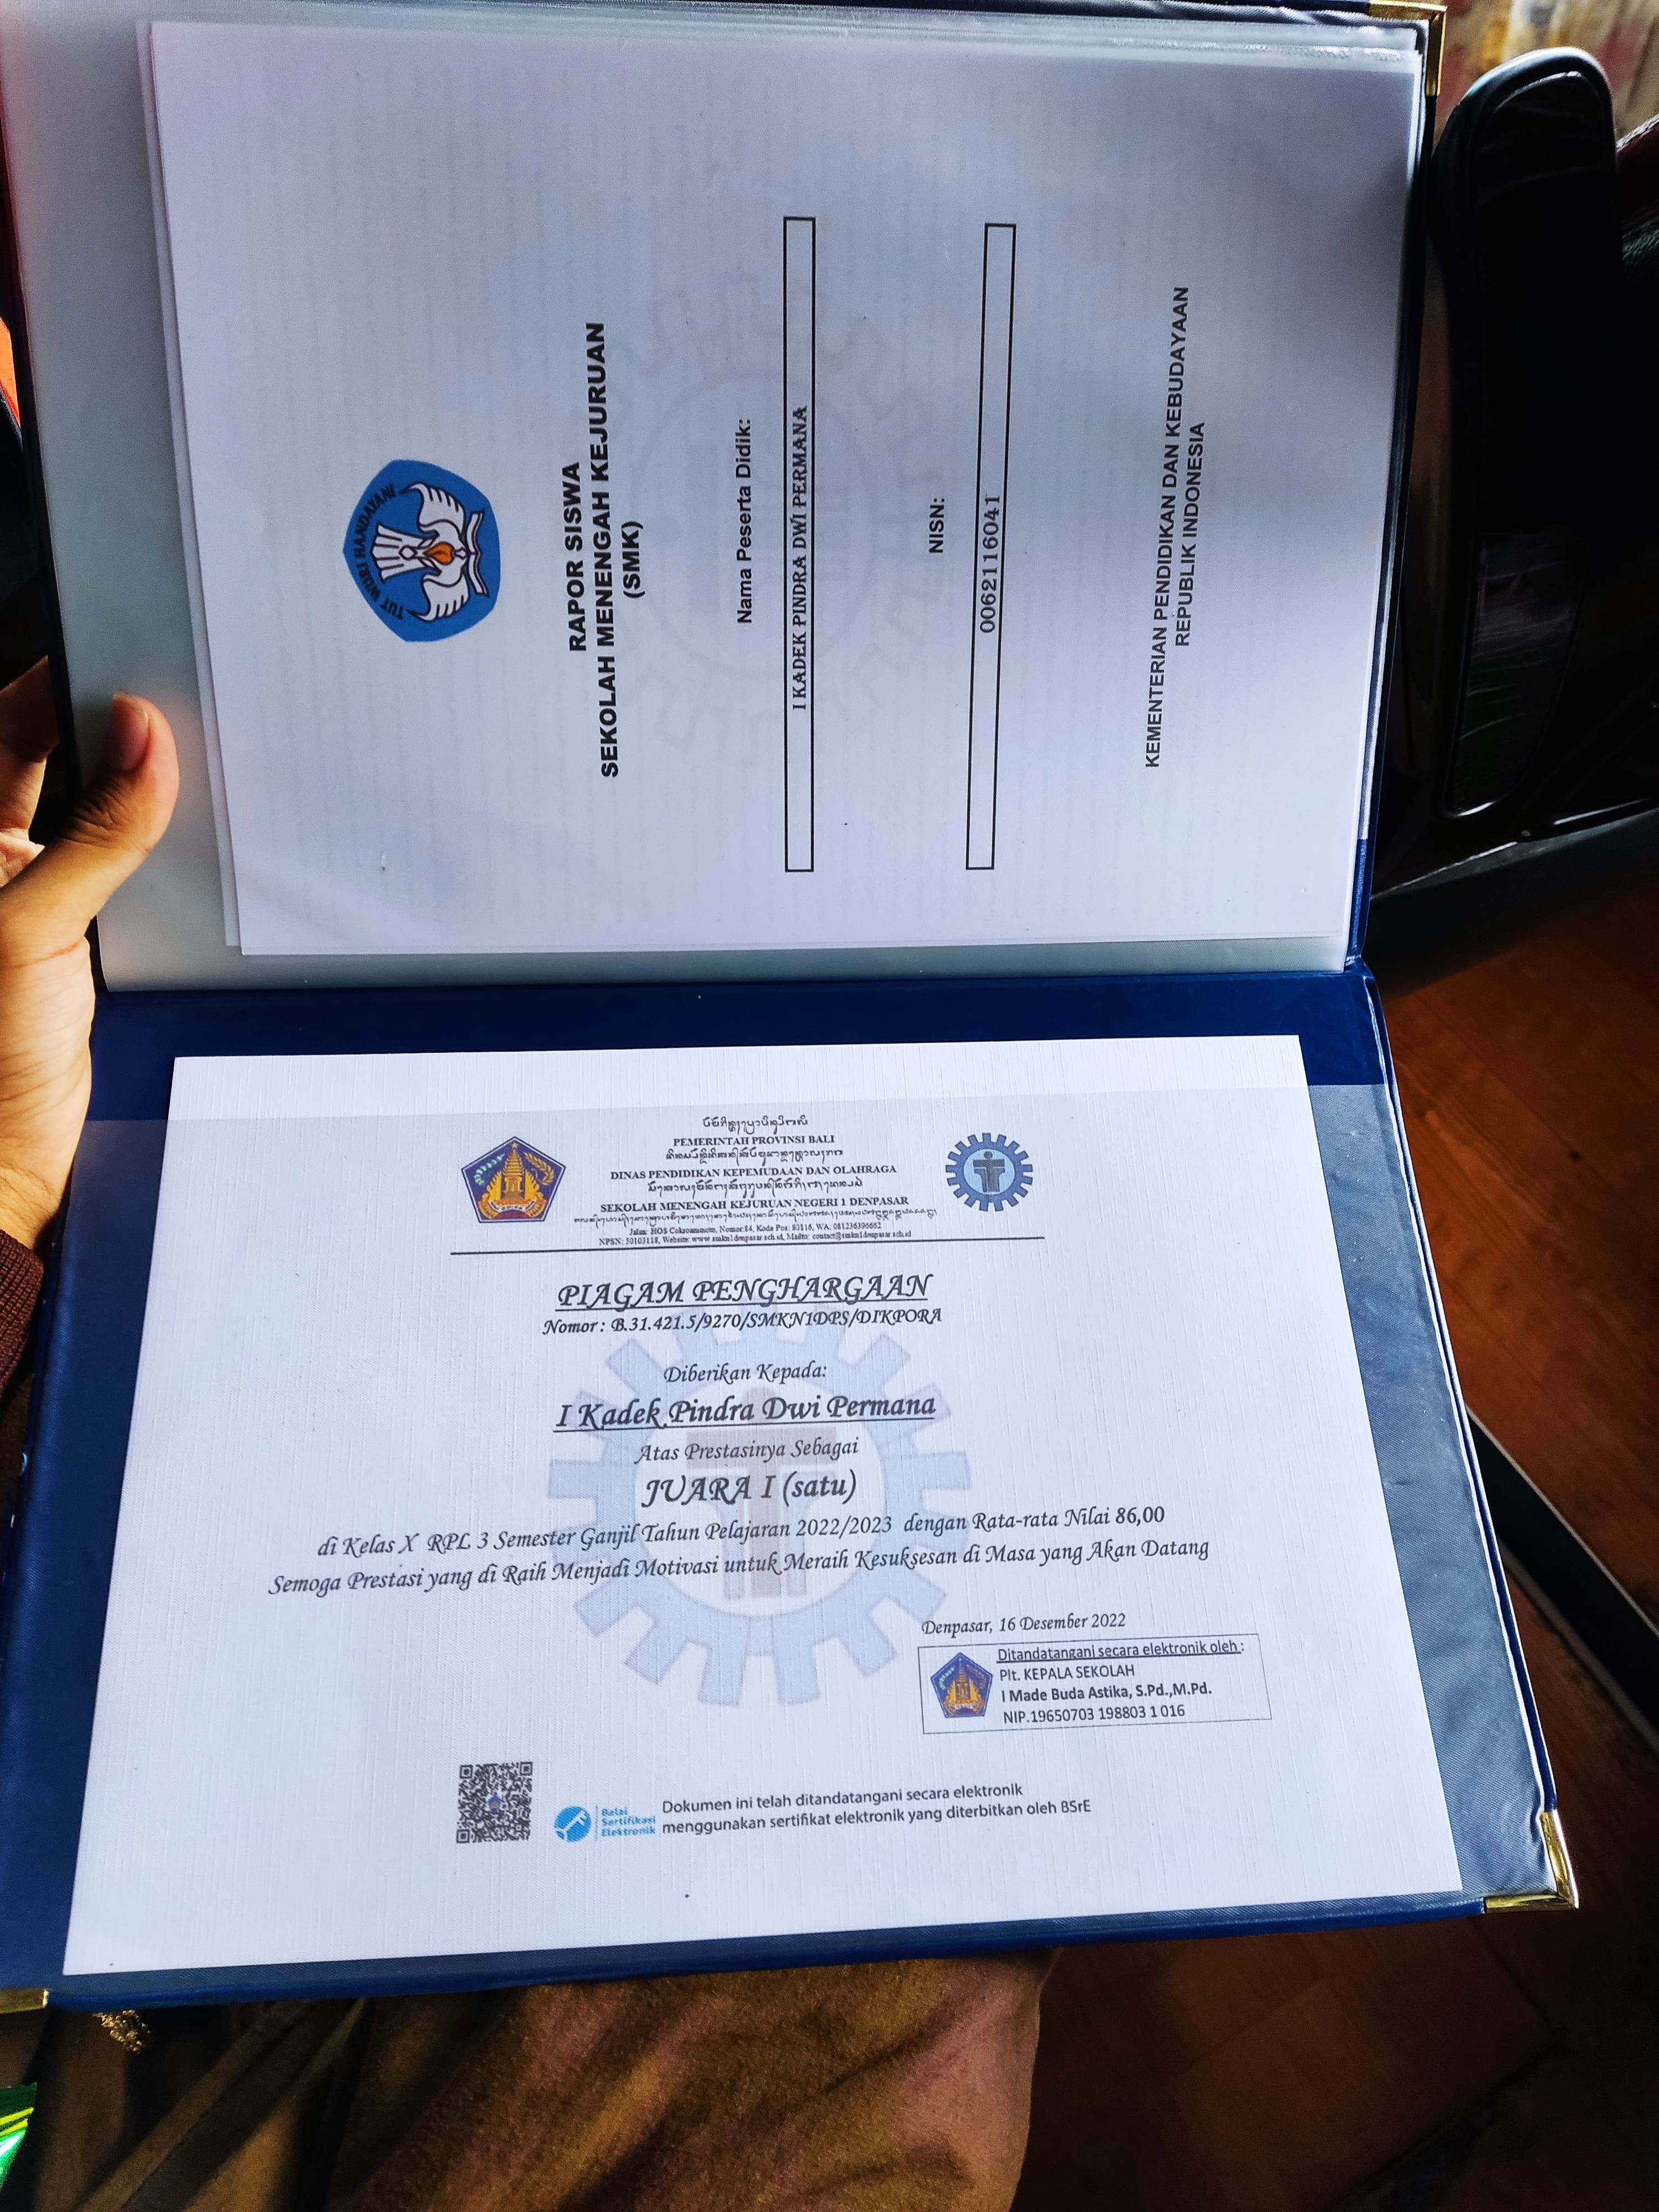 TUT WURI HANDAYANI
RAPOR SISWA
SEKOLAH MENENGAH KEJURUAN
(SMK)
Nama Peserta Didik:
I KADEK PINDRA DWI PERMANA
NISN:
0062116041
KEMENTERIAN PENDIDIKAN DAN KEBUDAYAAN
REPUBLIK INDONESIA
PEMERINTAH PROVINSI BALI
DINAS PENDIDIKAN KEPEMUDAAN DAN OLAHRAGA
SEKOLAH MENENGAH KEJURUAN NEGERI 1 DENPASAR
Jalan: HOS Cokroaminoto, Nomor:84, Kode Pos: 80116, WA: 081236396662
NPSN: 50103118, Website: www.smkn1denpasar.sch.id, Mailto: contact@smkn1denpasar.sch.id
PIAGAM PENGHARGAAN
Nomor : B.31.421.5/9270/SMKN1DPS/DIKPORA
Diberikan Kepada:
I Kadek Pindra Dwi Permana
Atas Prestasinya Sebagai
JUARA I (satu)
di Kelas X RPL 3 Semester Ganjil Tahun Pelajaran 2022/2023 dengan Rata-rata Nilai 86,00
Semoga Prestasi yang di Raih Menjadi Motivasi untuk Meraih Kesuksesan di Masa yang Akan Datang
Denpasar, 16 Desember 2022
Ditandatangani secara elektronik oleh :
Plt. KEPALA SEKOLAH
I Made Buda Astika, S.Pd.,M.Pd.
NIP.19650703 198803 1 016
Balai
Sertifikasi
Elektronik
Dokumen ini telah ditandatangani secara elektronik
menggunakan sertifikat elektronik yang diterbitkan oleh BSrE